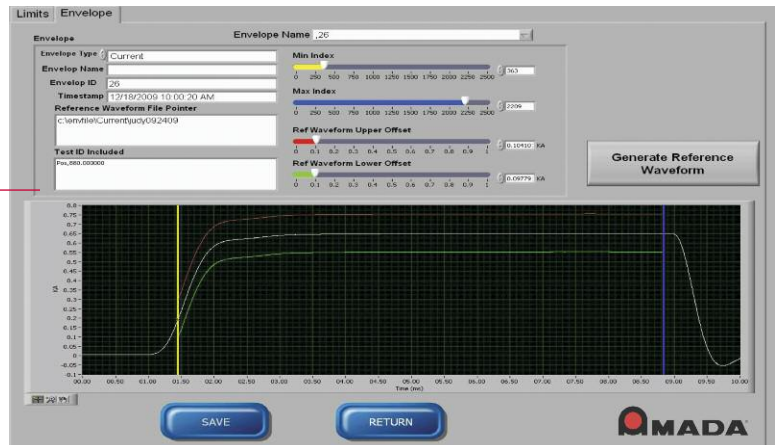 Limits Envelope
Envelope Name ,26
Envelope
Envelope Type Current
Envelop Name
Envelop ID 26
Timestamp 12/18/2009 10:00:20 AM
Reference Waveform File Pointer
c:\envfile\Current\judy092409
Test ID Included
Pos,880,000000
Min Index
0 250 500 750 1000 1250 1500 1750 2000 2250 2500
363
Max Index
0 250 500 750 1000 1250 1500 1750 2000 2250 2500
2209
Ref Waveform Upper Offset
0 0.1 0.2 0.3 0.4 0.5 0.6 0.7 0.8 0.9 1
0.10410 KA
Ref Waveform Lower Offset
0 0.1 0.2 0.3 0.4 0.5 0.6 0.7 0.8 0.9 1
0.09779 KA
Generate Reference
Waveform
0.8
0.75
0.7
0.65
0.6
0.55
0.5
0.45
0.4
0.35
0.3
0.25
0.2
0.15
0.1
0.05
0
-0.05
-0.1
KA
00.00 00.50 01.00 01.50 02.00 02.50 03.00 03.50 04.00 04.50 05.00 05.50 06.00 06.50 07.00 07.50 08.00 08.50 09.00 09.50 10.00
Time (ms)
SAVE
RETURN
AMADA